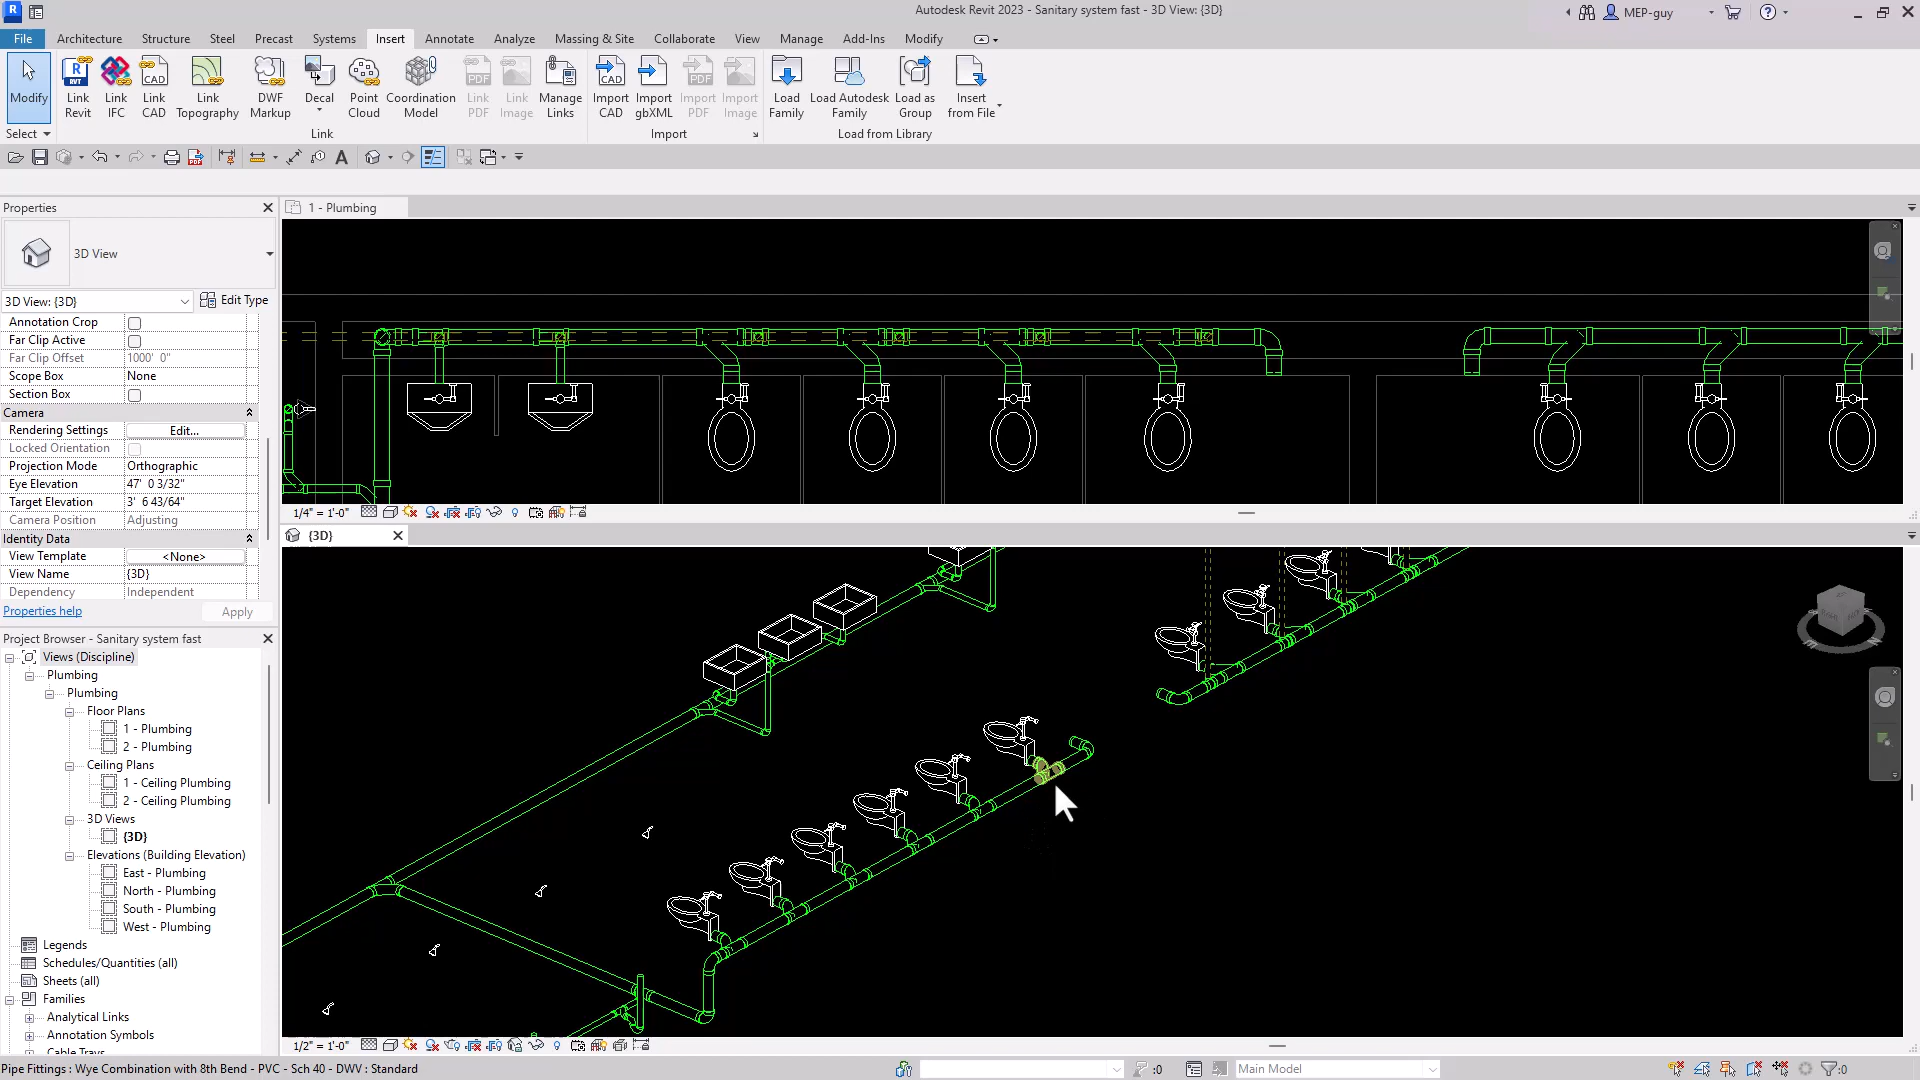 Autodesk Revit 2023 - Sanitary system fast - 3D View: {3D}
MEP-guy
File Architecture Structure Steel Precast Systems Insert Annotate Analyze Massing & Site Collaborate View Manage Add-Ins Modify
Modify
Link Revit
Link IFC
Link CAD
Link Topography
DWF Markup
Decal
Point Cloud
Coordination Model
Link PDF
Link Image
Manage Links
Import CAD
Import gbXML
Import PDF
Import Image
Load Family
Load Autodesk Family
Load as Group
Insert from File
Select
Link
Import
Load from Library
Properties
1 - Plumbing
3D View
3D View: {3D}
Edit Type
Annotation Crop
Far Clip Active
Far Clip Offset 1000' 0"
Scope Box None
Section Box
Camera
Rendering Settings Edit...
Locked Orientation
Projection Mode Orthographic
Eye Elevation 47' 0 3/32"
Target Elevation 3' 6 43/64"
Camera Position Adjusting
Identity Data
View Template <None>
View Name {3D}
Dependency Independent
Properties help
Apply
1/4" = 1'-0"
{3D}
Project Browser - Sanitary system fast
Views (Discipline)
Plumbing
Plumbing
Floor Plans
1 - Plumbing
2 - Plumbing
Ceiling Plans
1 - Ceiling Plumbing
2 - Ceiling Plumbing
3D Views
{3D}
Elevations (Building Elevation)
East - Plumbing
North - Plumbing
South - Plumbing
West - Plumbing
Legends
Schedules/Quantities (all)
Sheets (all)
Families
Analytical Links
Annotation Symbols
Cable Trays
1/2" = 1'-0"
Pipe Fittings : Wye Combination with 8th Bend - PVC - Sch 40 - DWV : Standard
:0
Main Model
:0